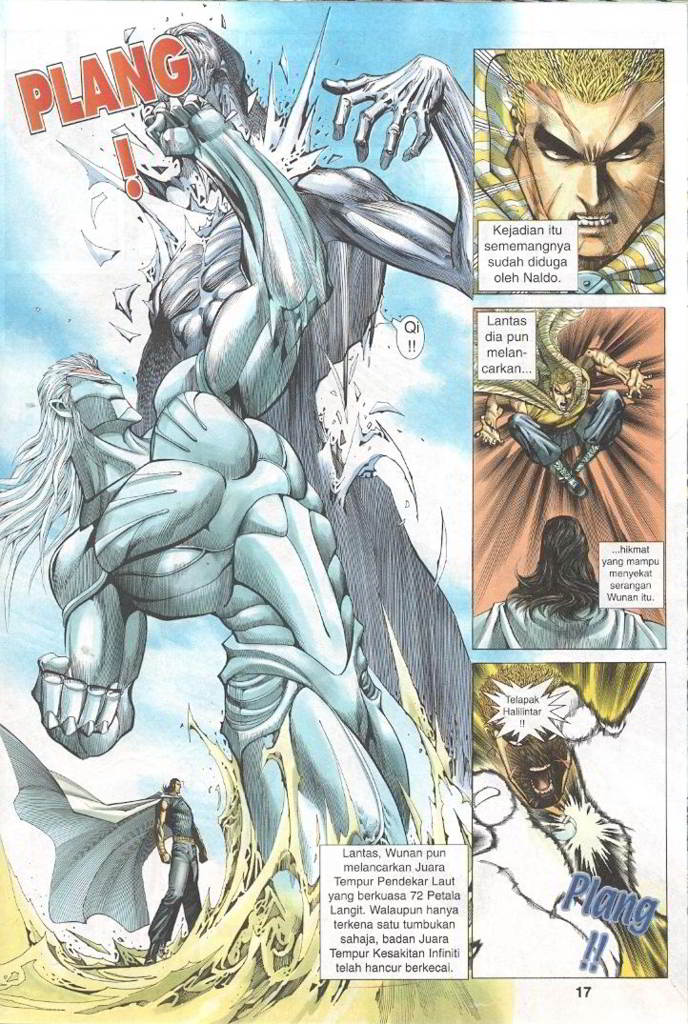 PLANG
!
Qi
!!
Lantas, Wunan pun
melancarkan Juara
Tempur Pendekar Laut
yang berkuasa 72 Petala
Langit. Walaupun hanya
terkena satu tumbukan
sahaja, badan Juara
Tempur Kesakitan Infiniti
telah hancur berkecai.
Kejadian itu
sememangnya
sudah diduga
oleh Naldo.
Lantas
dia pun
melan-
carkan...
...hikmat
yang mampu
menyekat
serangan
Wunan itu.
Telapak
Halilintar
!!
Plang
!!
17